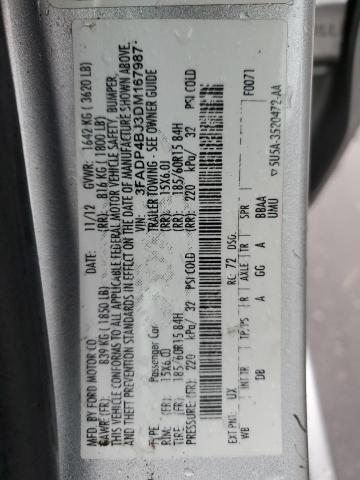 MFD. BY FORD MOTOR CO. 11/12 GVWR: 1642 KG ( 3620 LB)
GAWR:(FR): 839 KG (1850 LB) (RR): 816 KG (1800 LB)
THIS VEHICLE CONFORMS TO ALL APPLICABLE FEDERAL MOTOR VEHICLE SAFETY, BUMPER,
AND THEFT PREVENTION STANDARDS IN EFFECT ON THE DATE OF MANUFACTURE SHOWN ABOVE.
VIN: 3FADP4BJ3DM167987
TYPE: Passenger Car TRAILER TOWING - SEE OWNER GUIDE
RIM: (FR): 15X6.0J (RR): 15X6.0J
TIRE (FR): 185/60R15 84H (RR): 185/60R15 84H
PRESSURE:(FR): 220 kPa/ 32 PSI COLD (RR): 220 kPa/ 32 PSI COLD
EXT PNT: UX RC: 72 DSO: F0071
WB INT TR TP/PS R AXLE TR SPR
DB A GG A BBAA UMU
5U5A-3520472-AA